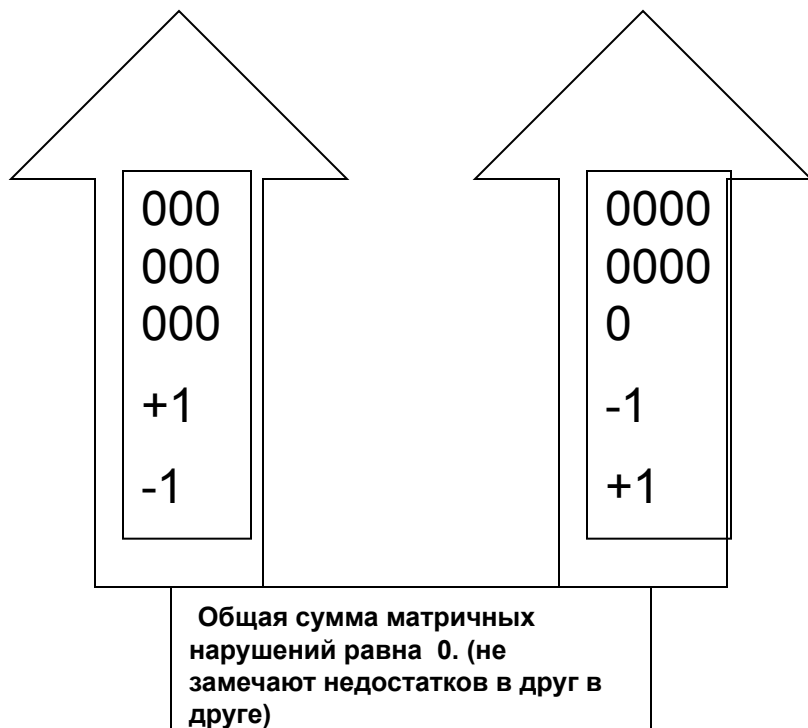 000
000
000
+1
-1
0000
0000
0
-1
+1
Общая сумма матричных
нарушений равна 0. (не
замечают недостатков в друг в
друге)